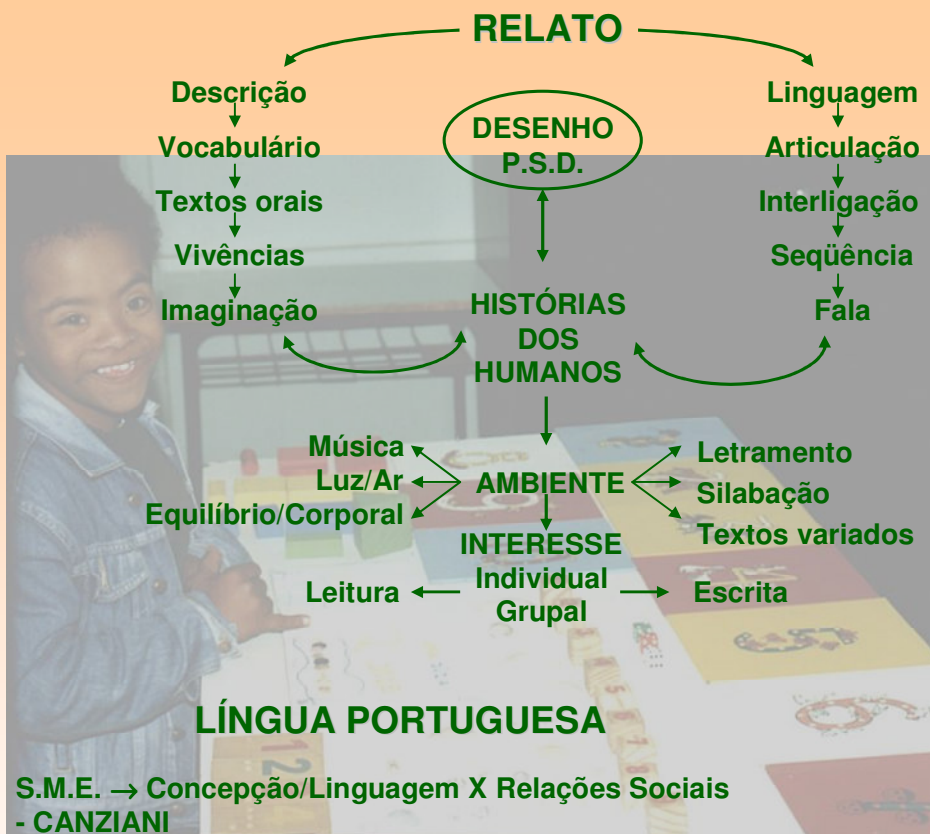 RELATO
Descrição
Vocabulário
Textos orais
Vivências
Imaginação
DESENHO
P.S.D.
Linguagem
Articulação
Interligação
Seqüência
Fala
HISTÓRIAS
DOS
HUMANOS
Música
Luz/Ar
Equilíbrio/Corporal
AMBIENTE
Letramento
Silabação
Textos variados
INTERESSE
Individual
Grupal
Leitura
Escrita
LÍNGUA PORTUGUESA
S.M.E. → Concepção/Linguagem X Relações Sociais
- CANZIANI